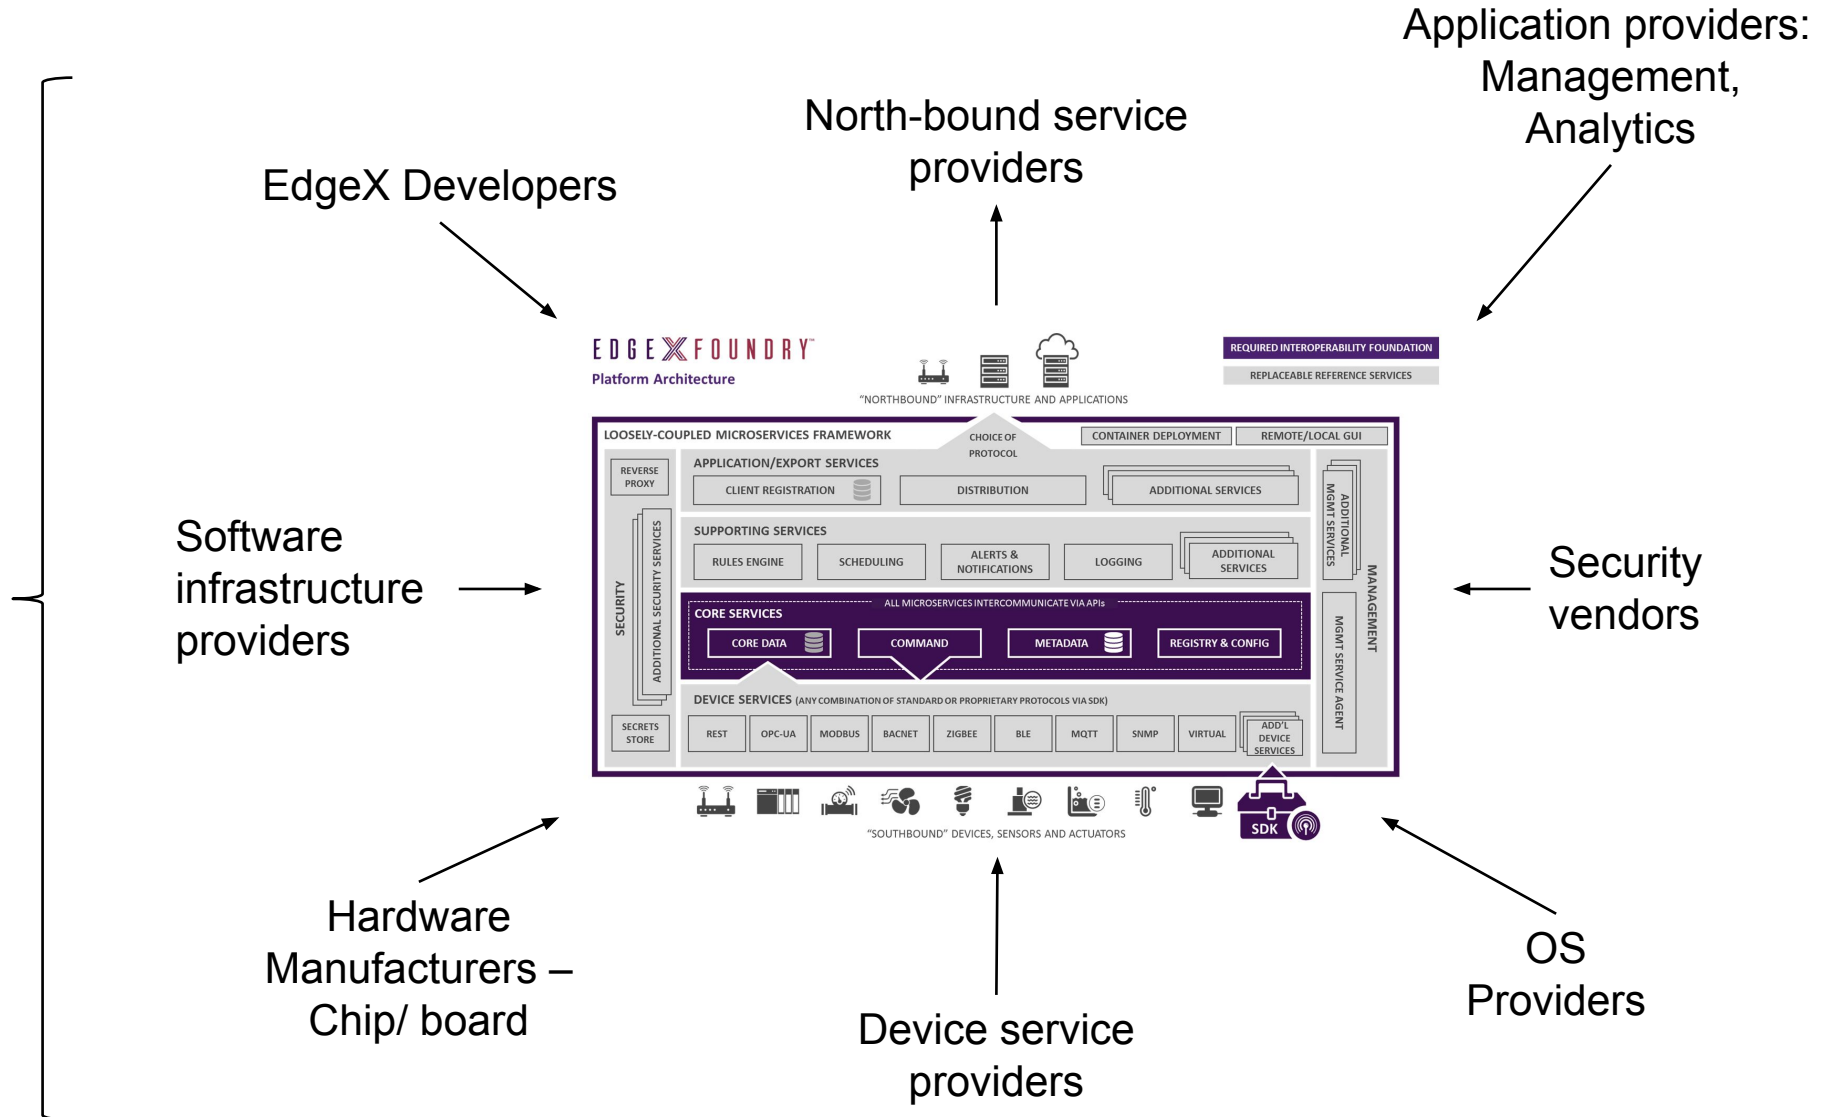 Application providers:
Management,
Analytics
North-bound service
providers
EdgeX Developers
EDGEXFOUNDRY™
Platform Architecture
REQUIRED INTEROPERABILITY FOUNDATION
REPLACEABLE REFERENCE SERVICES
"NORTHBOUND" INFRASTRUCTURE AND APPLICATIONS
LOOSELY-COUPLED MICROSERVICES FRAMEWORK
CHOICE OF
PROTOCOL
CONTAINER DEPLOYMENT
REMOTE/LOCAL GUI
REVERSE
PROXY
APPLICATION/EXPORT SERVICES
CLIENT REGISTRATION
DISTRIBUTION
ADDITIONAL SERVICES
ADDITIONAL
MGMT SERVICES
SECURITY
ADDITIONAL SECURITY SERVICES
SUPPORTING SERVICES
RULES ENGINE
SCHEDULING
ALERTS &
NOTIFICATIONS
LOGGING
ADDITIONAL
SERVICES
MANAGEMENT
Software
infrastructure
providers
Security
vendors
ALL MICROSERVICES INTERCOMMUNICATE VIA APIs
CORE SERVICES
CORE DATA
COMMAND
METADATA
REGISTRY & CONFIG
MGMT SERVICE AGENT
DEVICE SERVICES (ANY COMBINATION OF STANDARD OR PROPRIETARY PROTOCOLS VIA SDK)
SECRETS
STORE
REST
OPC-UA
MODBUS
BACNET
ZIGBEE
BLE
MQTT
SNMP
VIRTUAL
ADD'L
DEVICE
SERVICES
SDK
"SOUTHBOUND" DEVICES, SENSORS AND ACTUATORS
Hardware
Manufacturers –
Chip/ board
Device service
providers
OS
Providers